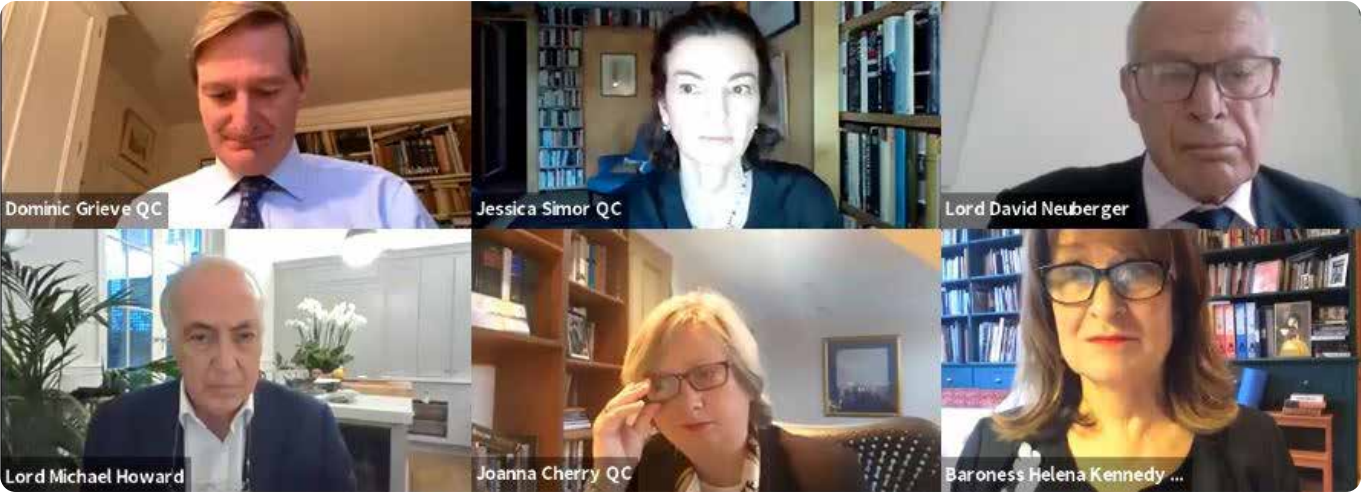 Dominic Grieve QC
Jessica Simor QC
Lord David Neuberger
Lord Michael Howard
Joanna Cherry QC
Baroness Helena Kennedy ...